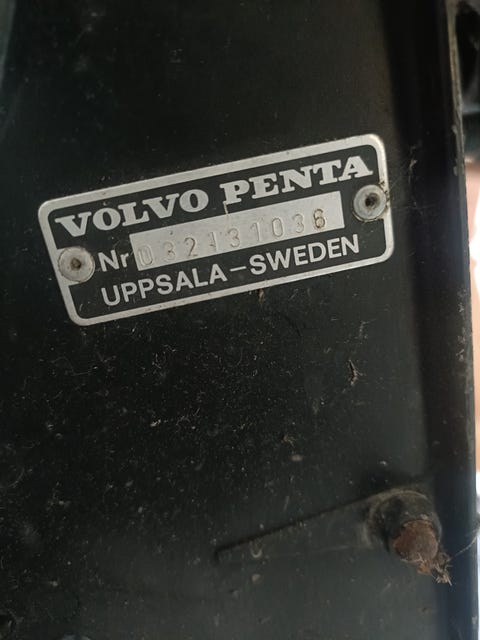 VOLVO PENTA
Nr 032131036
UPPSALA-SWEDEN